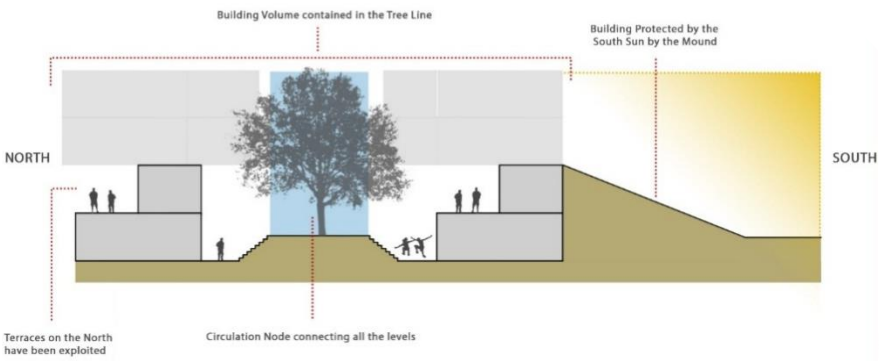 Building Volume contained in the Tree Line
Building Protected by the
South Sun by the Mound
NORTH
SOUTH
Terraces on the North
have been exploited
Circulation Node connecting all the levels